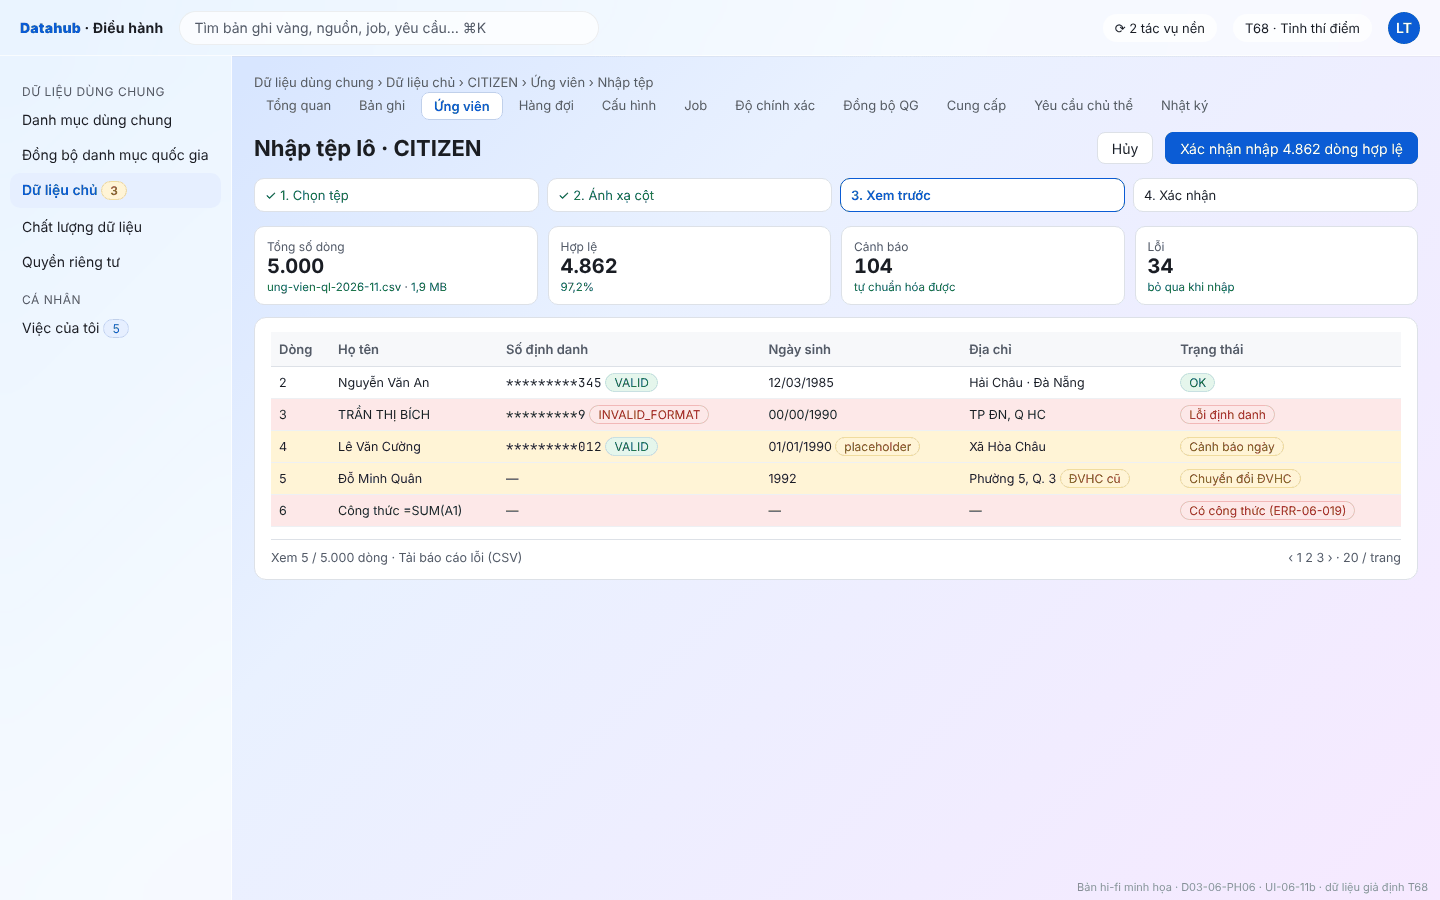 Datahub · Điều hành
Tìm bản ghi vàng, nguồn, job, yêu cầu... ⌘K
⟳ 2 tác vụ nền
T68 · Tỉnh thí điểm
LT
DỮ LIỆU DÙNG CHUNG
Danh mục dùng chung
Đồng bộ danh mục quốc gia
Dữ liệu chủ 3
Chất lượng dữ liệu
Quyền riêng tư
CÁ NHÂN
Việc của tôi 5
Dữ liệu dùng chung › Dữ liệu chủ › CITIZEN › Ứng viên › Nhập tệp
Tổng quan Bản ghi Ứng viên Hàng đợi Cấu hình Job Độ chính xác Đồng bộ QG Cung cấp Yêu cầu chủ thể Nhật ký
Nhập tệp lô · CITIZEN
Hủy
Xác nhận nhập 4.862 dòng hợp lệ
✓ 1. Chọn tệp
✓ 2. Ánh xạ cột
3. Xem trước
4. Xác nhận
Tổng số dòng
5.000
ung-vien-ql-2026-11.csv · 1,9 MB
Hợp lệ
4.862
97,2%
Cảnh báo
104
tự chuẩn hóa được
Lỗi
34
bỏ qua khi nhập
Dòng Họ tên Số định danh Ngày sinh Địa chỉ Trạng thái
2 Nguyễn Văn An *********345 VALID 12/03/1985 Hải Châu · Đà Nẵng OK
3 TRẦN THỊ BÍCH *********9 INVALID_FORMAT 00/00/1990 TP ĐN, Q HC Lỗi định danh
4 Lê Văn Cường *********012 VALID 01/01/1990 placeholder Xã Hòa Châu Cảnh báo ngày
5 Đỗ Minh Quân — 1992 Phường 5, Q. 3 ĐVHC cũ Chuyển đổi ĐVHC
6 Công thức =SUM(A1) — — — Có công thức (ERR-06-019)
Xem 5 / 5.000 dòng · Tải báo cáo lỗi (CSV)
‹ 1 2 3 › · 20 / trang
Bản hi-fi minh họa · D03-06-PH06 · UI-06-11b · dữ liệu giả định T68